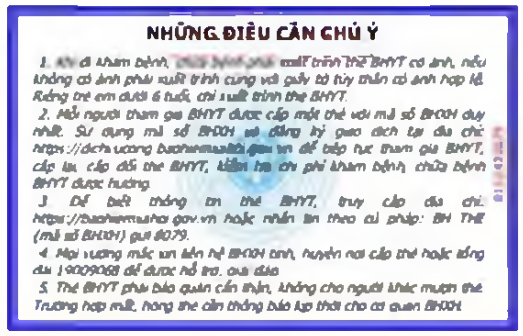 NHỮNG ĐIỀU CẦN CHÚ Ý
1. Khi đi khám bệnh, chữa bệnh phải xuất trình thẻ BHYT có ảnh, nếu
không có ảnh phải xuất trình cùng với giấy tờ tùy thân có ảnh hợp lệ.
Riêng trẻ em dưới 6 tuổi, chỉ xuất trình thẻ BHYT.
2. Mỗi người tham gia BHYT được cấp một thẻ với mã số BHXH duy
nhất. Sử dụng mã số BHXH và đăng ký giao dịch tại địa chỉ:
https://dichvucong.baohiemxahoi.gov.vn để tiếp tục tham gia BHYT,
cấp lại, cấp đổi thẻ BHYT, kiểm tra chi phí khám bệnh, chữa bệnh
BHYT được hưởng.
3. Để biết thông tin thẻ BHYT, truy cập địa chỉ:
https://baohiemxahoi.gov.vn hoặc nhắn tin theo cú pháp: BH THE
(mã số BHXH) gửi 8079.
4. Mọi vướng mắc xin liên hệ BHXH tỉnh, huyện nơi cấp thẻ hoặc tổng
đài 19009068 để được hỗ trợ, giải đáp.
5. Thẻ BHYT phải bảo quản cẩn thận, không cho người khác mượn thẻ.
Trường hợp mất, hỏng thẻ cần thông báo kịp thời cho cơ quan BHXH.